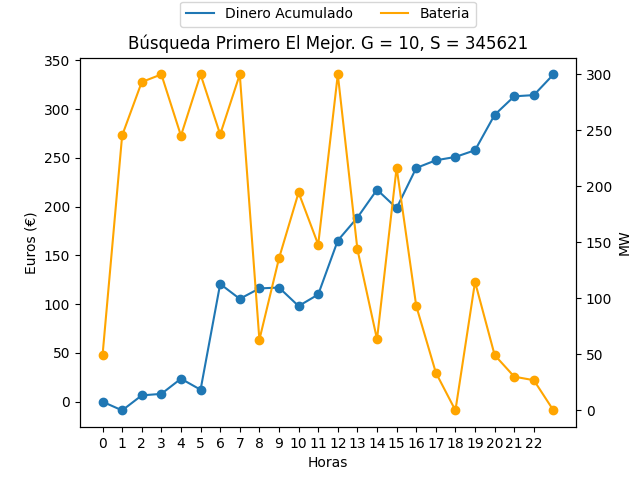 Dinero Acumulado Bateria
Búsqueda Primero El Mejor. G = 10, S = 345621
350
300
250
200
150
100
50
0
Euros (€)
300
250
200
150
100
50
0
MW
0 1 2 3 4 5 6 7 8 9 10 11 12 13 14 15 16 17 18 19 20 21 22
Horas